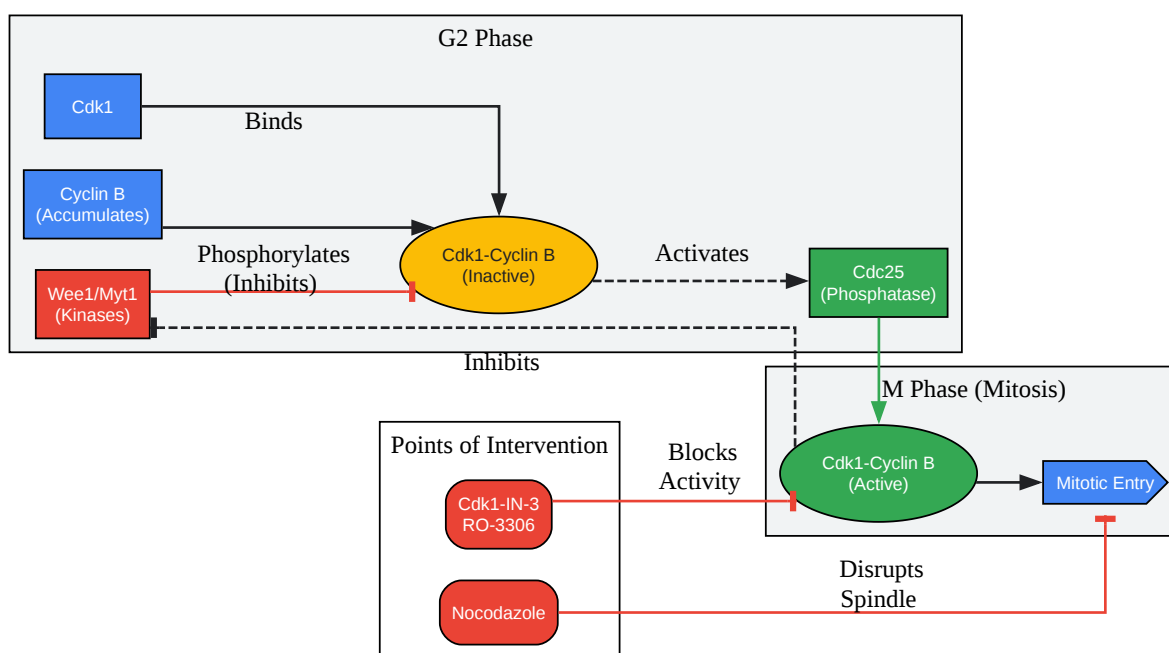 G2 Phase
Cdk1
Binds
Cyclin B
(Accumulates)
Phosphorylates
(Inhibits)
Cdk1-Cyclin B
(Inactive)
Activates
Cdc25
(Phosphatase)
Wee1/Myt1
(Kinases)
Inhibits
M Phase (Mitosis)
Points of Intervention
Blocks
Activity
Cdk1-Cyclin B
(Active)
Mitotic Entry
Cdk1-IN-3
RO-3306
Disrupts
Spindle
Nocodazole